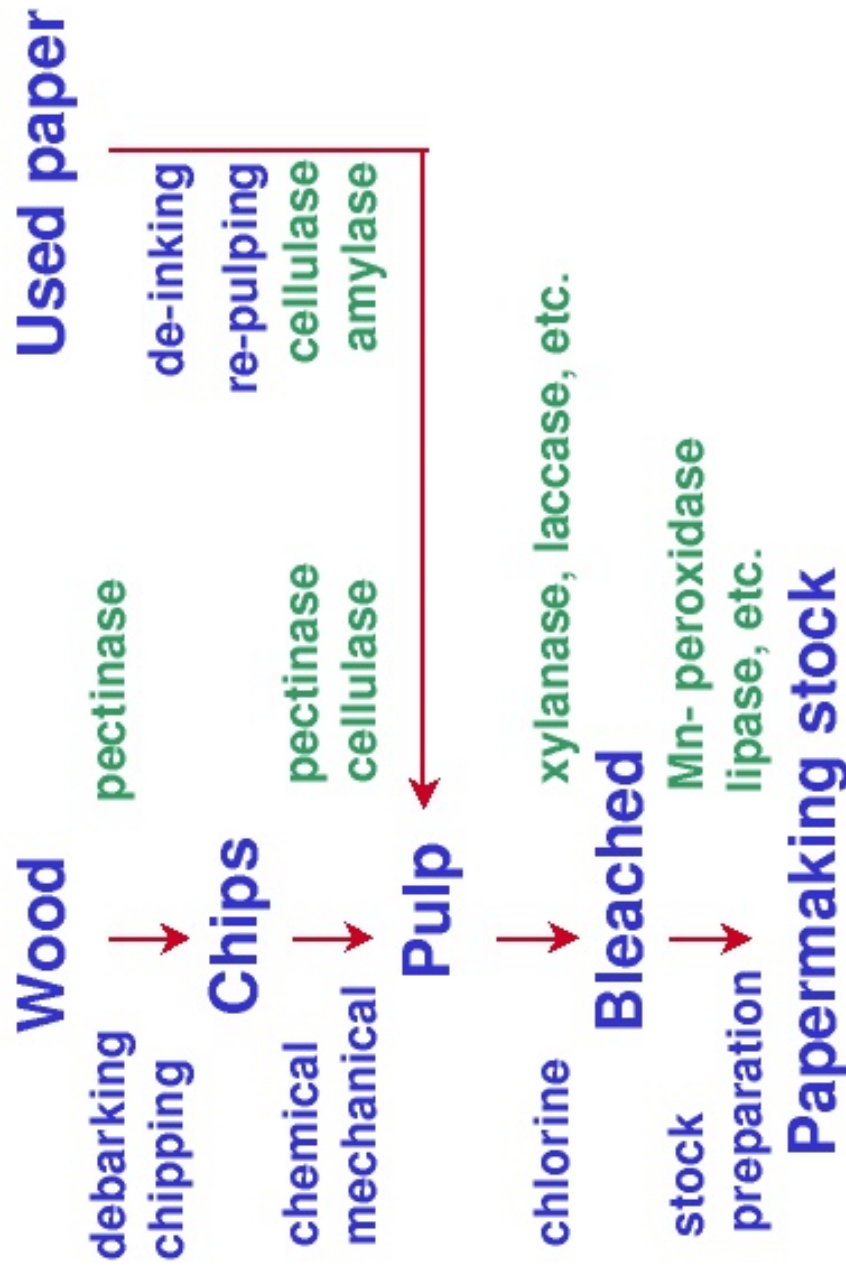 Wood
Used paper
debarking
chipping
pectinase
de-inking
re-pulping
cellulase
amylase
Chips
chemical
mechanical
pectinase
cellulase
Pulp
chlorine
xylanase, laccase, etc.
Bleached
stock
preparation
Mn- peroxidase
lipase, etc.
Papermaking stock